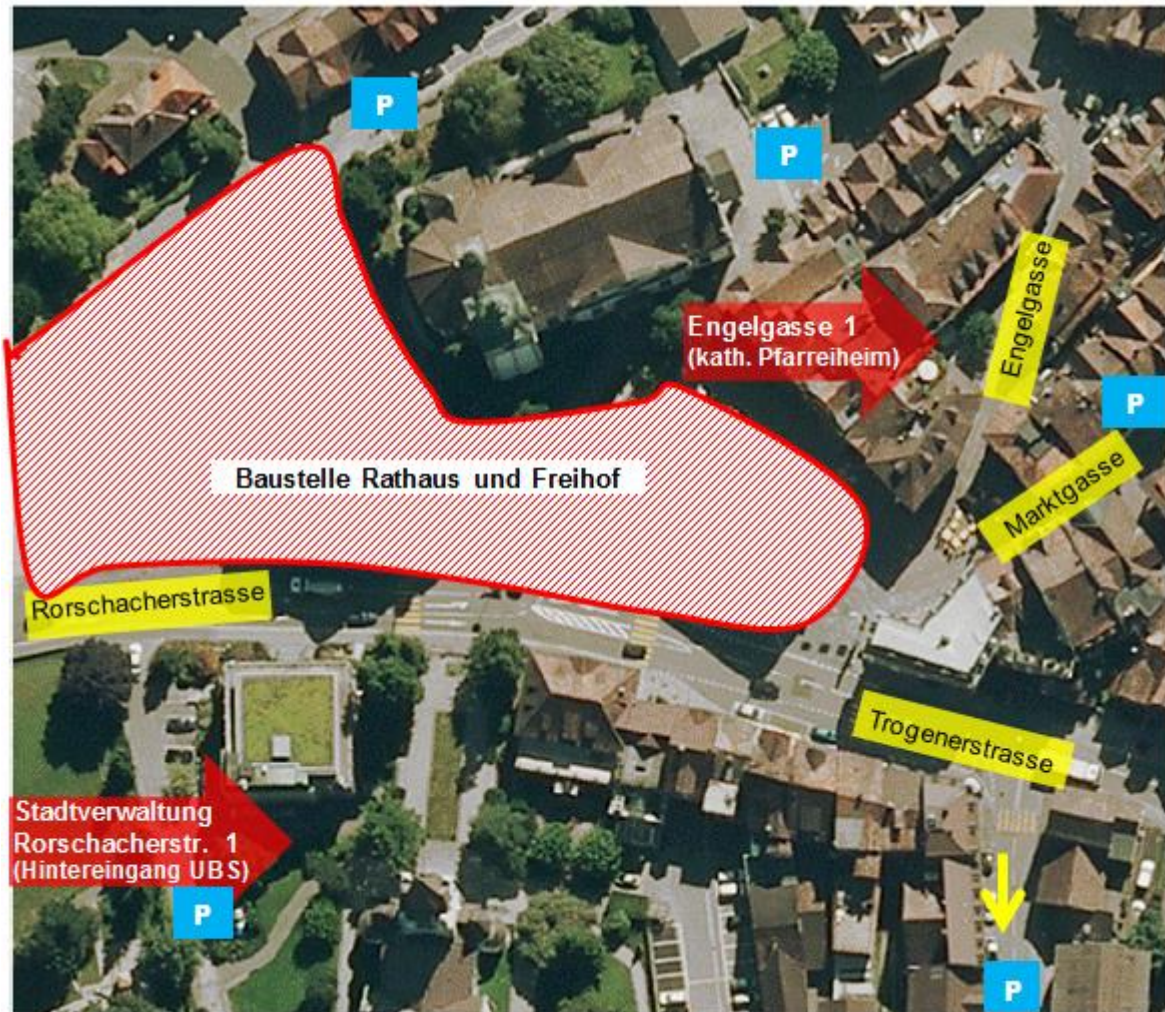 P
P
Engelgasse
Engelgasse 1
(kath. Pfarreiheim)
P
Baustelle Rathaus und Freihof
Marktgasse
Rorschacherstrasse
Trogenerstrasse
Stadtverwaltung
Rorschacherstr. 1
(Hintereingang UBS)
P
P